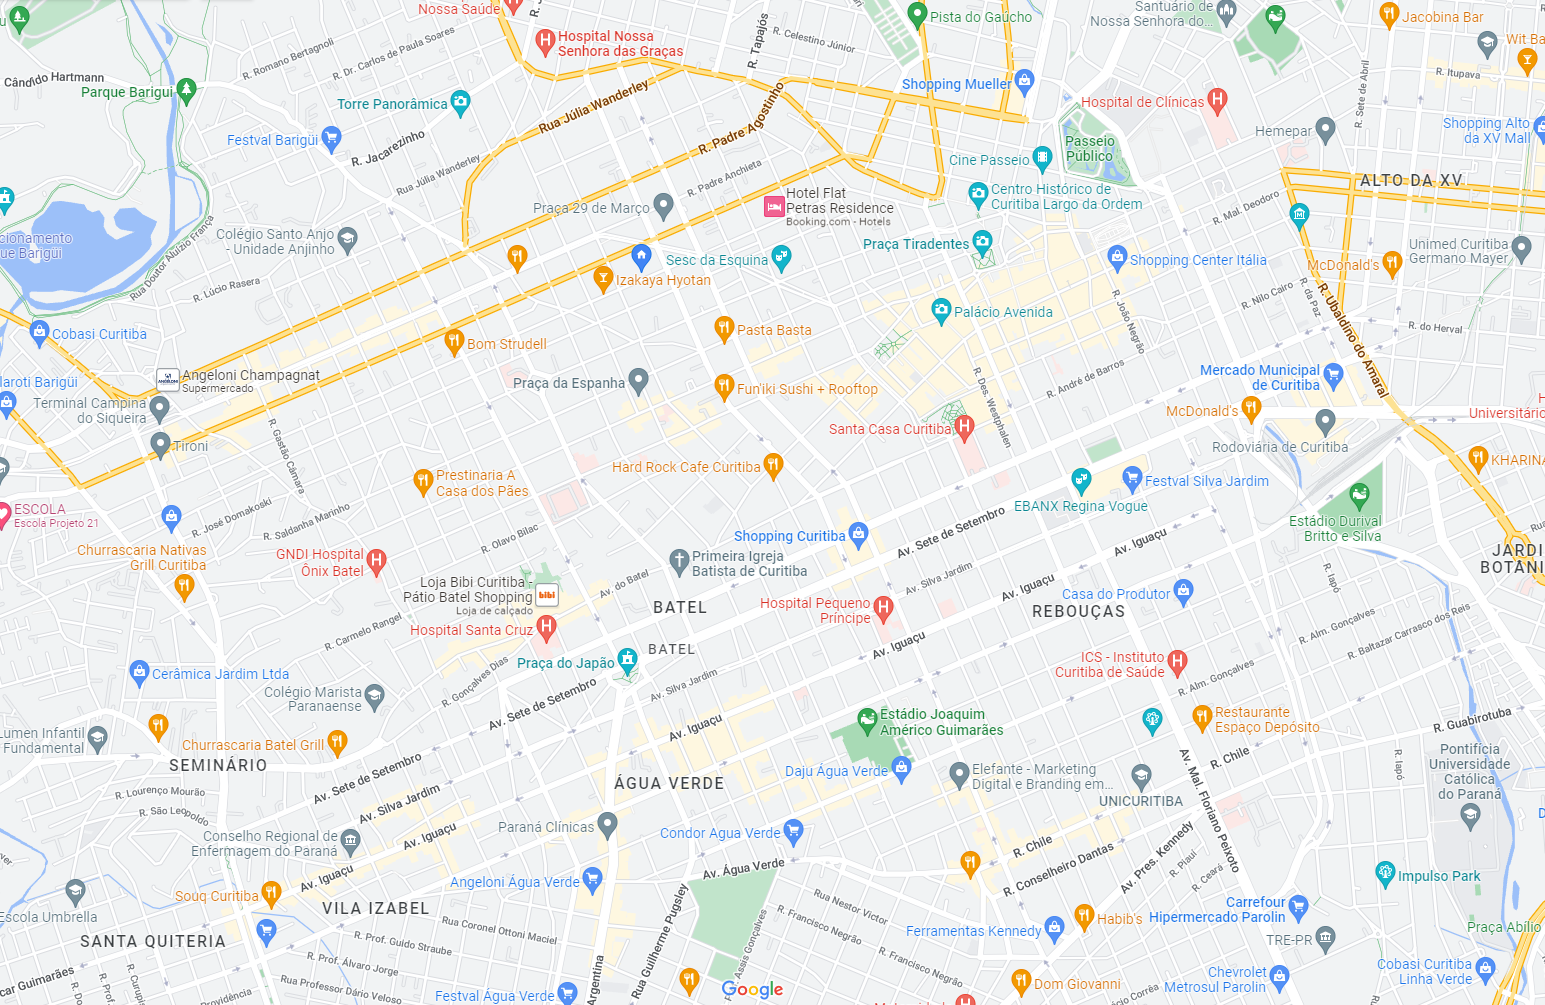 Nossa Saúde
Hospital Nossa
Senhora das Graças
R. Tapajós
R. Celestino Júnior
Pista do Gaúcho
Santuário de
Nossa Senhora do...
Jacobina Bar
Wit Ba
R. Itupava
R. Sete de Abril
R. Romano Bertagnoli
R. Dr. Carlos de Paula Soares
Cândido Hartmann
Parque Barigui
Torre Panorâmica
Rua Júlia Wanderley
R. Padre Agostinho
Shopping Mueller
Hospital de Clínicas
Hemepar
Shopping Alto
da XV Mall
Festval Barigüi
R. Jacarezinho
Rua Júlia Wanderley
R. Padre Anchieta
Cine Passeio
Passeio
Público
ALTO DA XV
Hotel Flat
Petras Residence
Booking.com - Hotels
Praça 29 de Março
Centro Histórico de
Curitiba Largo da Ordem
R. Mal. Deodoro
Colégio Santo Anjo
- Unidade Anjinho
cionamento
que Barigüi
Rua Doutor Aluízio França
R. Lúcio Rasera
Sesc da Esquina
Praça Tiradentes
Shopping Center Itália
McDonald's
Unimed Curitiba
Germano Mayer
Izakaya Hyotan
R. Nilo Cairo
R. da Paz
R. Ubaldino do Amaral
R. do Herval
R. João Negrão
Palácio Avenida
Cobasi Curitiba
Bom Strudell
Pasta Basta
R. André de Barros
R. Des. Westphalen
Mercado Municipal
de Curitiba
Angeloni Champagnat
Supermercado
ANGELONI
laroti Barigüi
Terminal Campina
do Siqueira
Praça da Espanha
Fun'iki Sushi + Rooftop
McDonald's
Universitário
Rodoviária de Curitiba
Santa Casa Curitiba
Tironi
R. Gastão Câmara
Hard Rock Cafe Curitiba
KHARINA
Prestinaria A
Casa dos Pães
EBANX Regina Vogue
Festval Silva Jardim
Estádio Durival
Britto e Silva
ESCOLA
Escola Projeto 21
R. José Domakoski
R. Saldanha Marinho
R. Olavo Bilac
Shopping Curitiba
Av. Sete de Setembro
Av. Iguaçu
JARDI
BOTÂNI
Churrascaria Nativas
Grill Curitiba
GNDI Hospital
Ônix Batel
Primeira Igreja
Batista de Curitiba
Av. Silva Jardim
Av. Iguaçu
R. Iapó
Loja Bibi Curitiba -
Pátio Batel Shopping
Loja de calçado
bibi
Av. do Batel
BATEL
Hospital Pequeno
Príncipe
Casa do Produtor
REBOUÇAS
R. Alm. Gonçalves
R. Baltazar Carrasco dos Reis
R. Carmelo Rangel
Hospital Santa Cruz
BATEL
Av. Iguaçu
Praça do Japão
ICS - Instituto
Curitiba de Saúde
R. Alm. Gonçalves
Cerâmica Jardim Ltda
R. Gonçalves Dias
Colégio Marista
Paranaense
Av. Silva Jardim
Av. Sete de Setembro
Av. Iguaçu
Estádio Joaquim
Américo Guimarães
Restaurante
Espaço Depósito
R. Guabirotuba
Lumen Infantil
Fundamental
Churrascaria Batel Grill
SEMINÁRIO
Av. Sete de Setembro
ÁGUA VERDE
Daju Água Verde
Elefante - Marketing
Digital e Branding em...
UNICURITIBA
R. Chile
Av. Mal. Floriano Peixoto
R. Iapó
Pontifícia
Universidade
Católica
do Paraná
R. Lourenço Mourão
R. São Leopoldo
Av. Silva Jardim
Av. Iguaçu
Conselho Regional de
Enfermagem do Paraná
Paraná Clínicas
Condor Agua Verde
R. Chile
Av. Pres. Kennedy
R. Conselheiro Dantas
R. Piauí
R. Ceará
Impulso Park
Av. Água Verde
Av. Iguaçu
Souq Curitiba
Angeloni Água Verde
Escola Umbrella
VILA IZABEL
SANTA QUITERIA
Rua Coronel Ottoni Maciel
R. Prof. Guido Straube
R. Prof. Álvaro Jorge
Rua Professor Dário Veloso
Rua Guilherme Pugsley
Assis Gonçalves
Rua Nestor Victor
R. Francisco Negrão
R. Francisco Negrão
Ferramentas Kennedy
Habib's
Carrefour
Hipermercado Parolin
TRE-PR
Praça Abílio
Chevrolet
Metrosul Parolin
Cobasi Curitiba
Linha Verde
Dom Giovanni
Festval Água Verde
Argentina
car Guimarães
Providência
Google